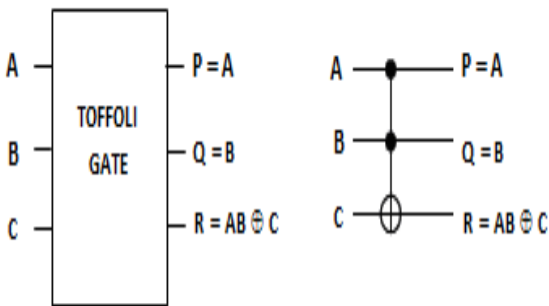 A
P = A
TOFFOLI
GATE
B
Q = B
C
R = AB ⊕ C
A
P = A
B
Q = B
C
R = AB ⊕ C